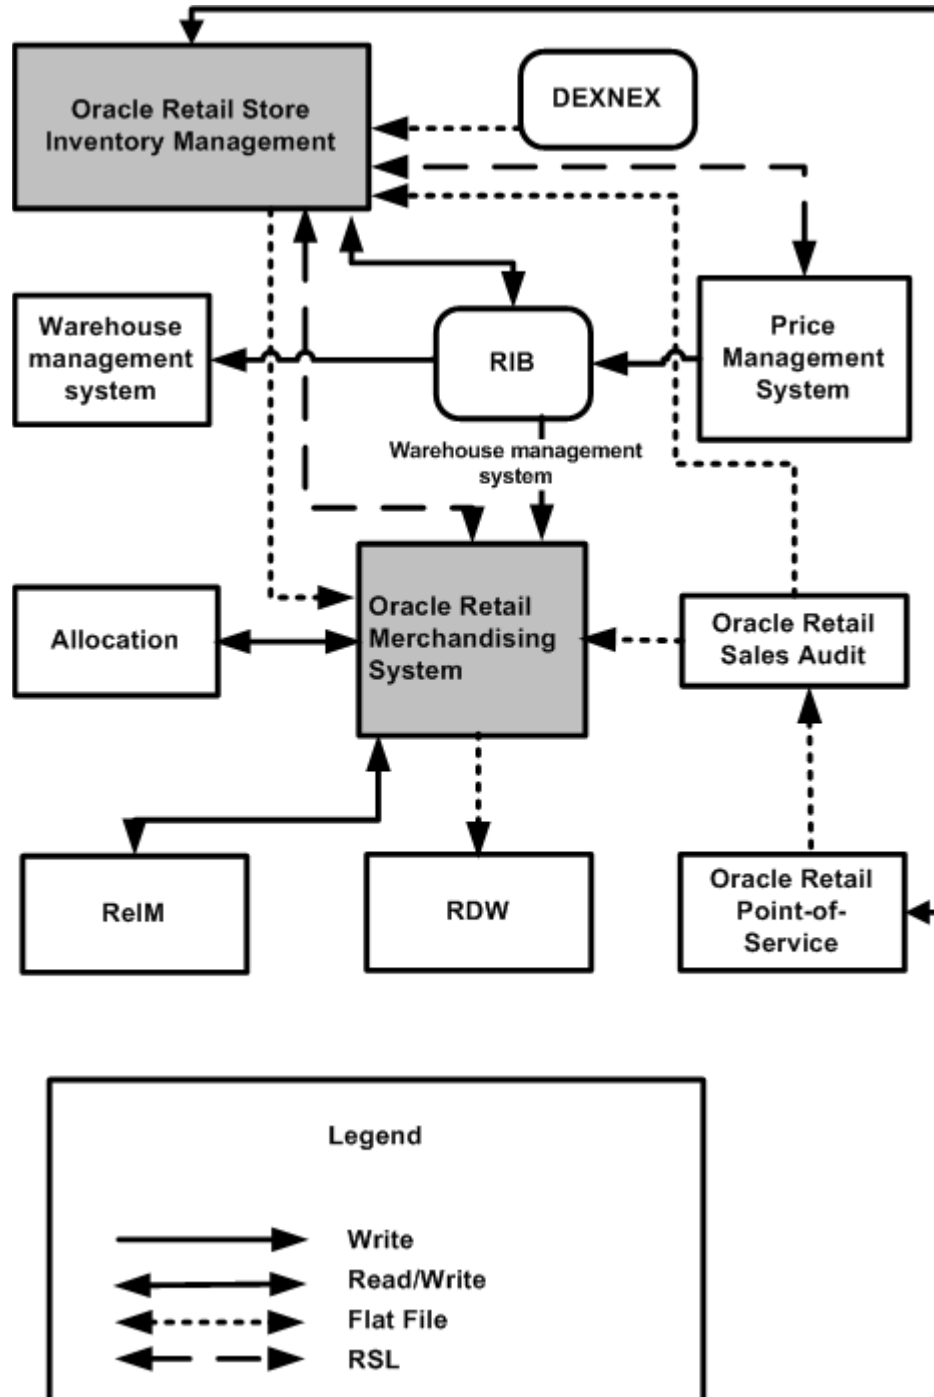 Oracle Retail Store
Inventory Management
DEXNEX
Warehouse
management
system
RIB
Price
Management
System
Warehouse management
system
Allocation
Oracle Retail
Merchandising
System
Oracle Retail
Sales Audit
ReIM
RDW
Oracle Retail
Point-of-
Service
Legend
Write
Read/Write
Flat File
RSL